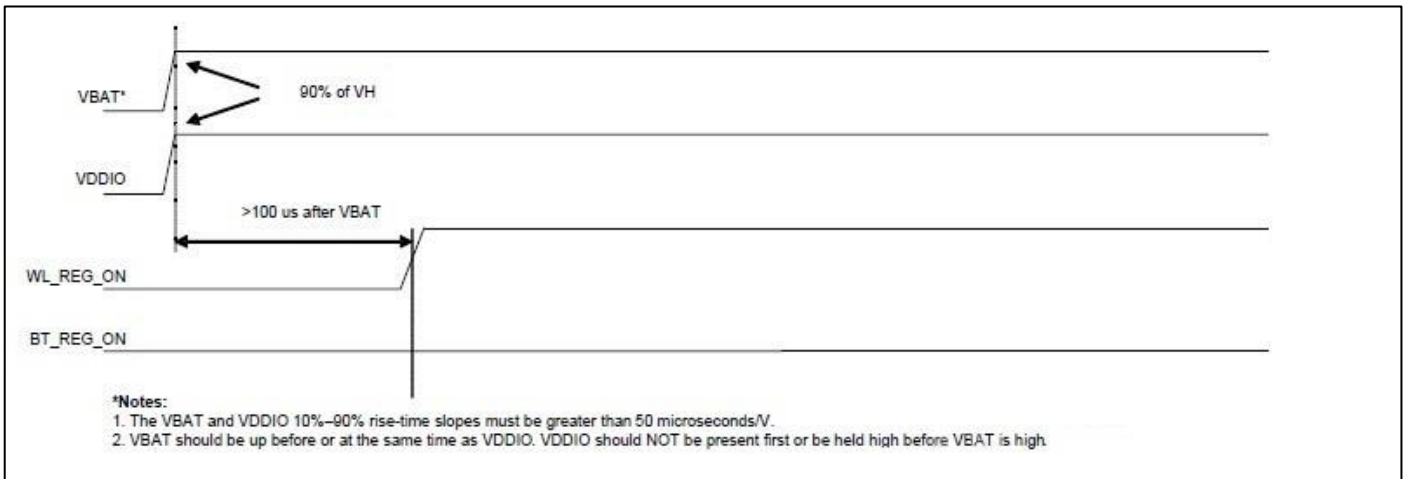 VBAT*
90% of VH
VDDIO
>100 us after VBAT
WL_REG_ON
BT_REG_ON
*Notes:
1. The VBAT and VDDIO 10%–90% rise-time slopes must be greater than 50 microseconds/V.
2. VBAT should be up before or at the same time as VDDIO. VDDIO should NOT be present first or be held high before VBAT is high.